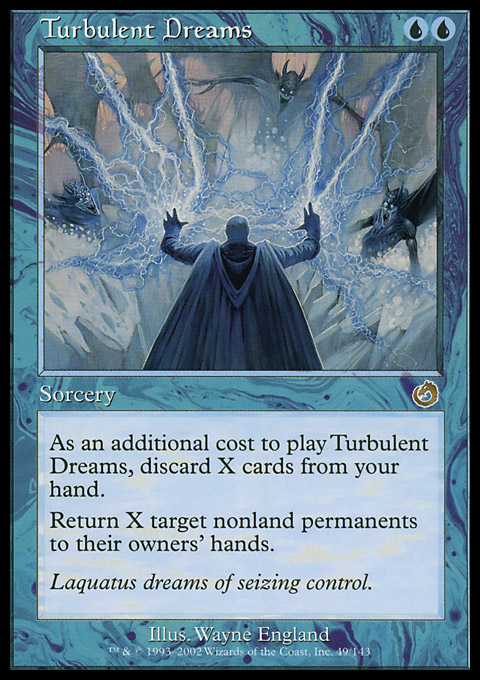 Turbulent Dreams
Sorcery
As an additional cost to play Turbulent
Dreams, discard X cards from your
hand.
Return X target nonland permanents
to their owners' hands.
Laquatus dreams of seizing control.
Illus. Wayne England
™ & © 1993-2002 Wizards of the Coast, Inc. 49/143